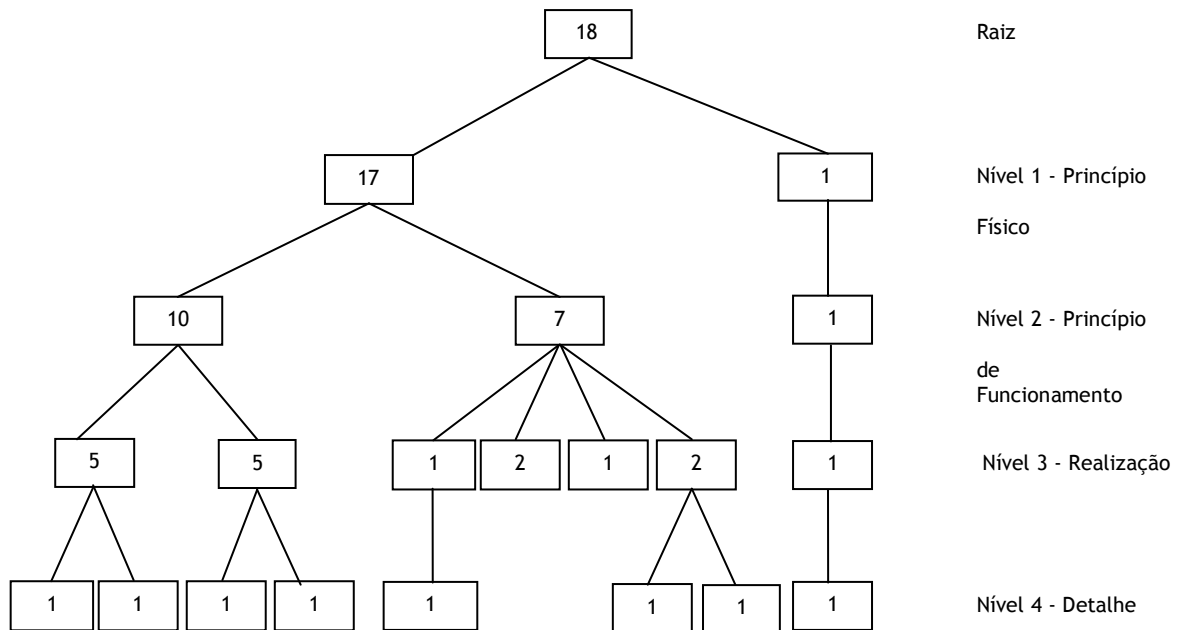 18 Raiz
17 1 Nível 1 - Princípio
Físico
10 7 1 Nível 2 - Princípio
de
Funcionamento
5 5 1 2 1 2 1 Nível 3 - Realização
1 1 1 1 1 1 1 1 Nível 4 - Detalhe